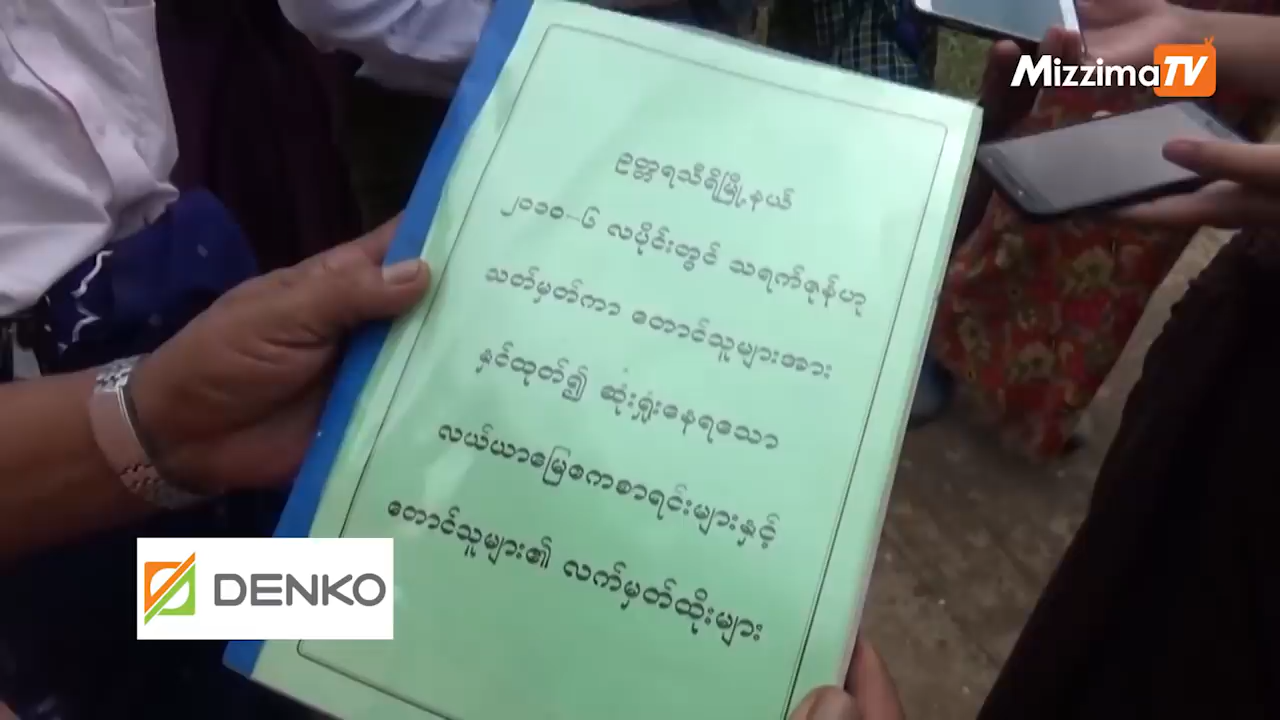 MizzimaTV
ဥတ္တရသီရိမြို့နယ်
၂၀၁၀-၆ လပိုင်းတွင် သရက်ဇုန်ဟု
သတ်မှတ်ကာ တောင်သူများအား
နှင်ထုတ်၍ ဆုံးရှုံးနေရသော
လယ်ယာမြေဧကစာရင်းများနှင့်
တောင်သူများ၏ လက်မှတ်ထိုးများ
DENKO